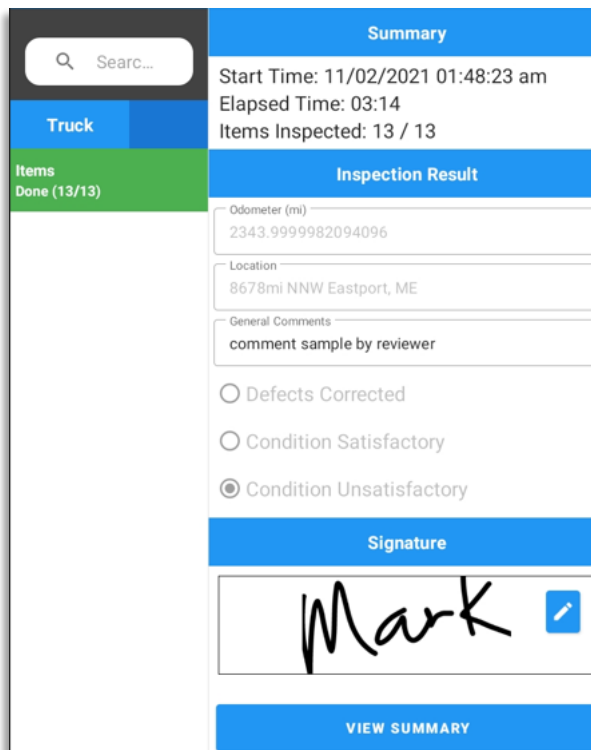 Searc...
Truck
Items
Done (13/13)
Summary
Start Time: 11/02/2021 01:48:23 am
Elapsed Time: 03:14
Items Inspected: 13 / 13
Inspection Result
Odometer (mi)
2343.9999982094096
Location
8678mi NNW Eastport, ME
General Comments
comment sample by reviewer
Defects Corrected
Condition Satisfactory
Condition Unsatisfactory
Signature
Mark
VIEW SUMMARY